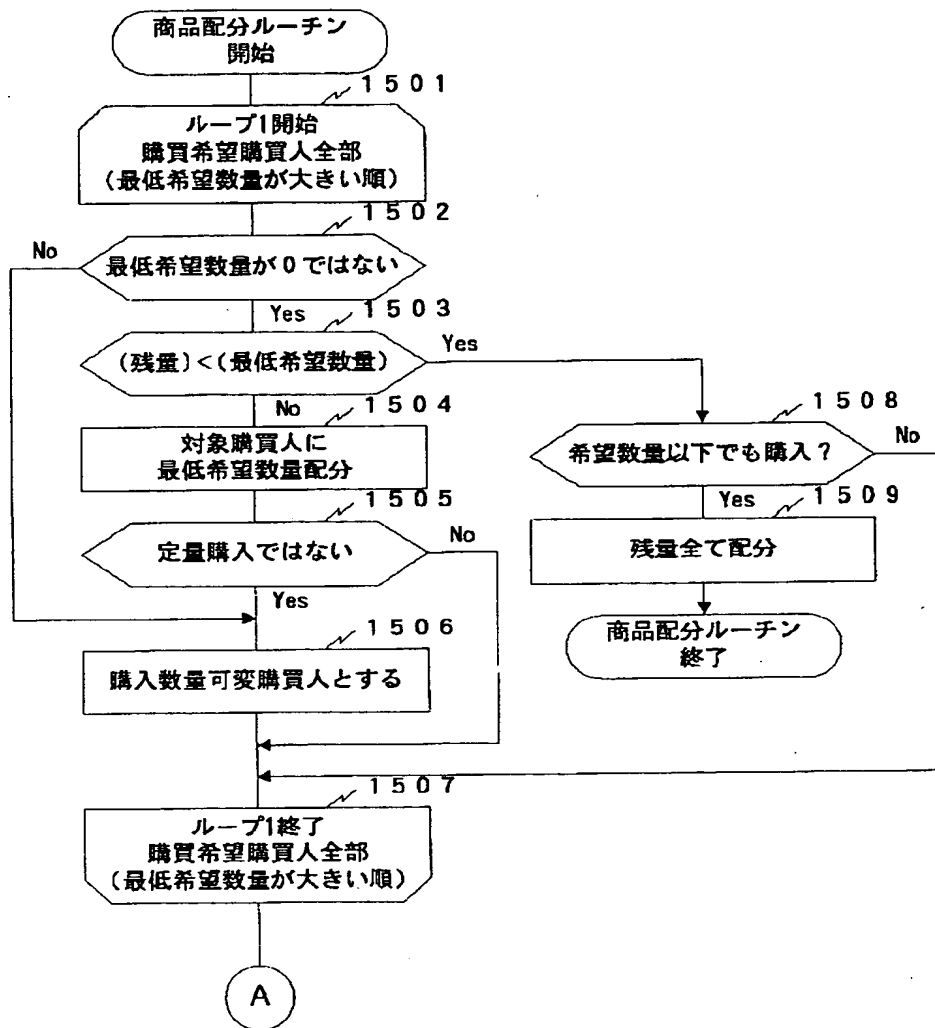 商品配分ルーチン
開始
1501
ループ1開始
購買希望購買人全部
(最低希望数量が大きい順)
1502
No
最低希望数量が0ではない
Yes
1503
(残量)<(最低希望数量)
Yes
No
1504
対象購買人に
最低希望数量配分
1505
定量購入ではない
No
Yes
1506
購入数量可変購買人とする
1507
ループ1終了
購買希望購買人全部
(最低希望数量が大きい順)
A
1508
希望数量以下でも購入?
No
Yes
1509
残量全て配分
商品配分ルーチン
終了